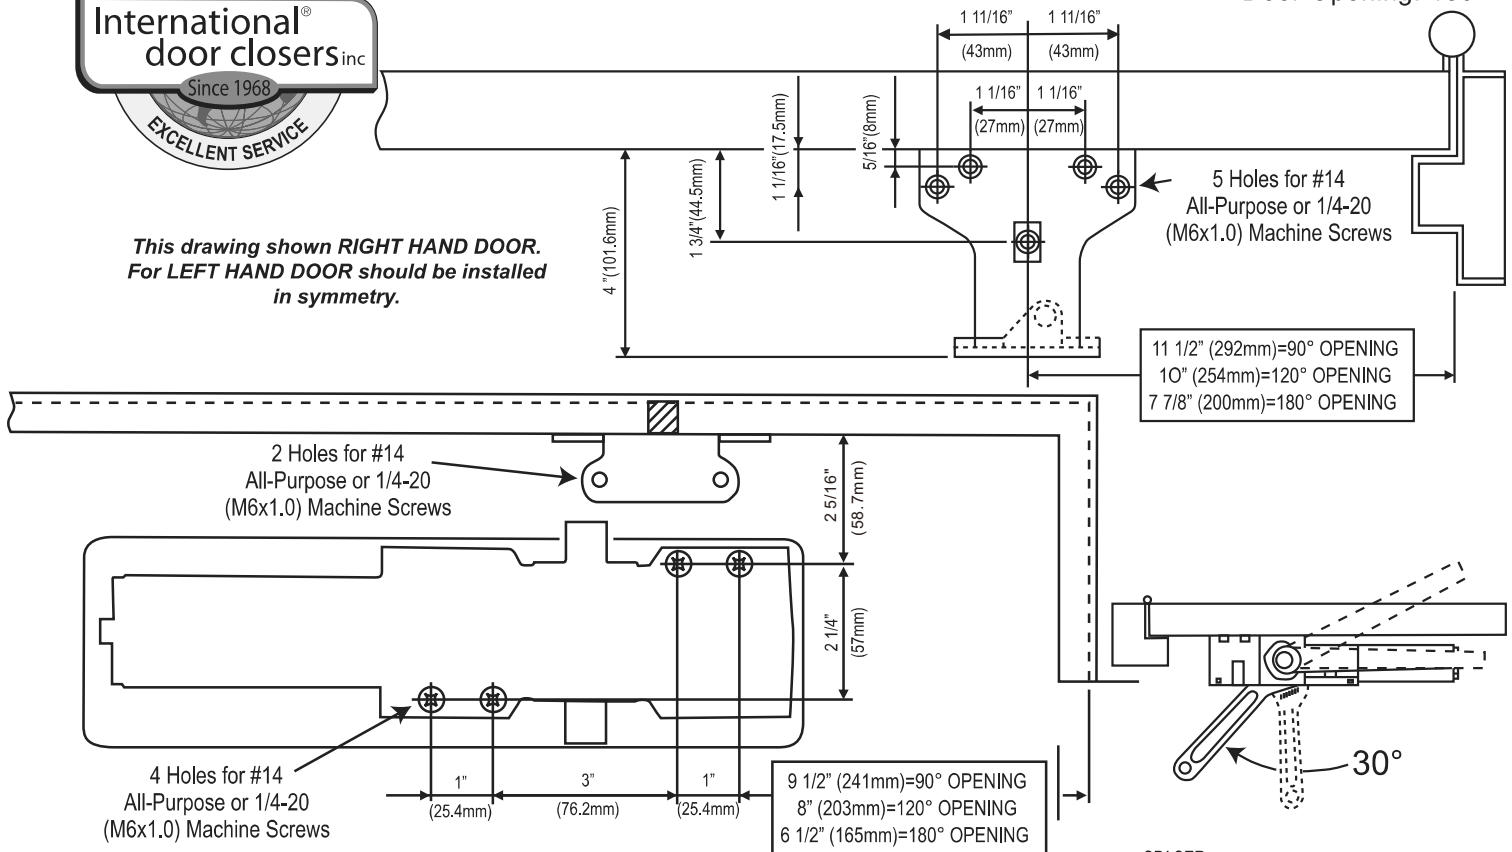 International®
door closers inc
Since 1968
EXCELLENT SERVICE
1 11/16" 1 11/16"
(43mm) (43mm)
1 1/16" 1 1/16"
(27mm) (27mm)
5/16"(8mm)
1 1/16"(17.5mm)
1 3/4"(44.5mm)
4 "(101.6mm)
5 Holes for #14
All-Purpose or 1/4-20
(M6x1.0) Machine Screws
This drawing shown RIGHT HAND DOOR.
For LEFT HAND DOOR should be installed
in symmetry.
11 1/2" (292mm)=90° OPENING
1O" (254mm)=120° OPENING
7 7/8" (200mm)=180° OPENING
2 Holes for #14
All-Purpose or 1/4-20
(M6x1.0) Machine Screws
2 5/16"
(58.7mm)
2 1/4"
(57mm)
4 Holes for #14
All-Purpose or 1/4-20
(M6x1.0) Machine Screws
1" 3" 1"
(25.4mm) (76.2mm) (25.4mm)
9 1/2" (241mm)=90° OPENING
8" (203mm)=120° OPENING
6 1/2" (165mm)=180° OPENING
30°